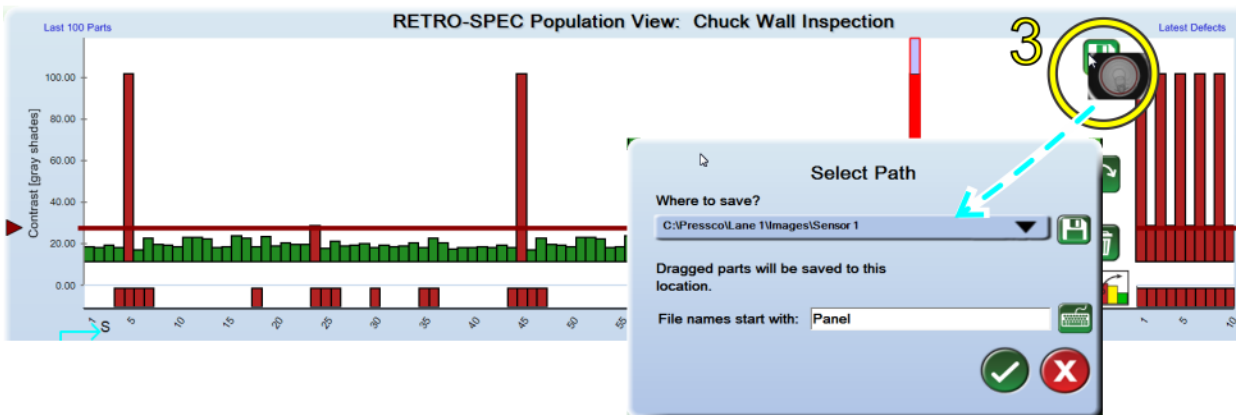 RETRO-SPEC Population View: Chuck Wall Inspection
Last 100 Parts
Latest Defects
3
Contrast [gray shades]
100.00
80.00
60.00
40.00
20.00
0.00
S
1 5 10 15 20 25 30 35 40 45 50 55
1 5 10
Select Path
Where to save?
C:\Pressco\Lane 1\Images\Sensor 1
Dragged parts will be saved to this
location.
File names start with: Panel